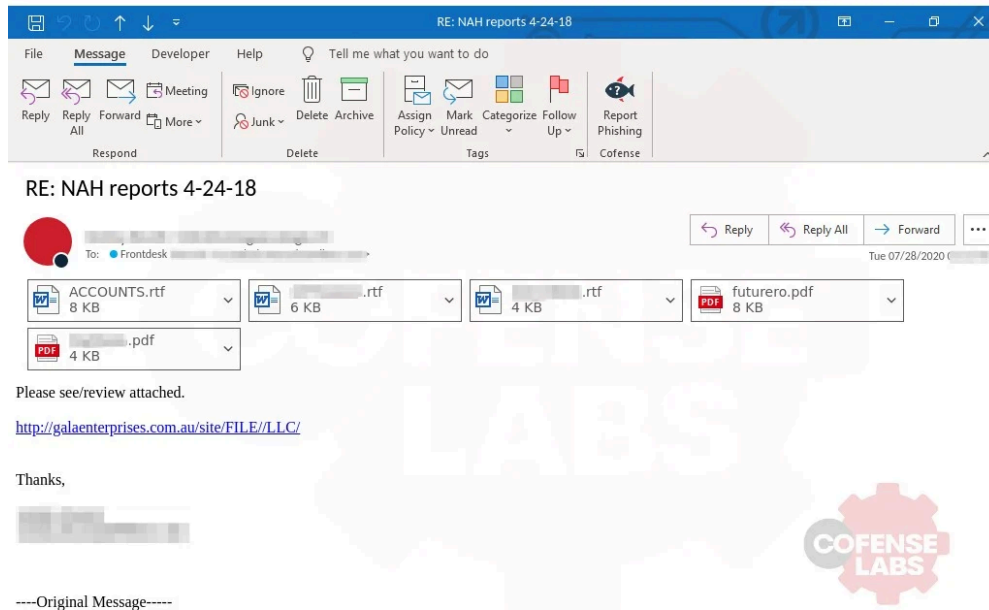 RE: NAH reports 4-24-18
File Message Developer Help Tell me what you want to do
Reply Reply All Forward Meeting More Ignore Junk Delete Archive Assign Policy Mark Unread Categorize Follow Up Report Phishing
Respond Delete Tags Cofense
RE: NAH reports 4-24-18
Reply Reply All Forward ...
To: Frontdesk
Tue 07/28/2020
ACCOUNTS.rtf .rtf .rtf futurero.pdf
8 KB 6 KB 4 KB 8 KB
.pdf
4 KB
Please see/review attached.
http://galaenterprises.com.au/site/FILE//LLC/
Thanks,
COFENSE
LABS
COFENSE
LABS
----Original Message-----